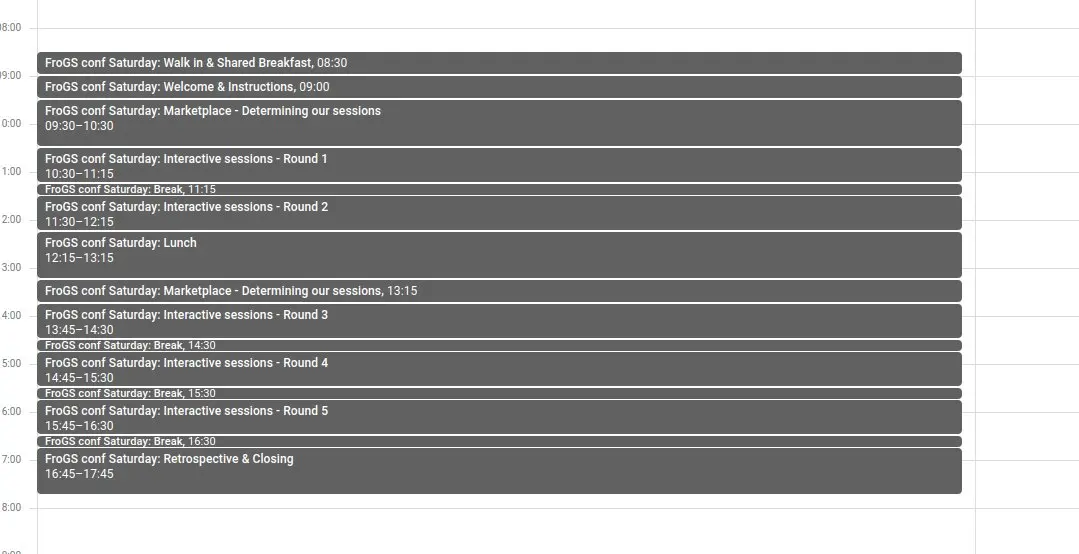 08:00
FroGS conf Saturday: Walk in & Shared Breakfast, 08:30
09:00
FroGS conf Saturday: Welcome & Instructions, 09:00
FroGS conf Saturday: Marketplace - Determining our sessions
0:00
09:30–10:30
FroGS conf Saturday: Interactive sessions - Round 1
1:00
10:30–11:15
FroGS conf Saturday: Break, 11:15
FroGS conf Saturday: Interactive sessions - Round 2
2:00
11:30–12:15
FroGS conf Saturday: Lunch
12:15–13:15
3:00
FroGS conf Saturday: Marketplace - Determining our sessions, 13:15
FroGS conf Saturday: Interactive sessions - Round 3
4:00
13:45–14:30
FroGS conf Saturday: Break, 14:30
FroGS conf Saturday: Interactive sessions - Round 4
5:00
14:45–15:30
FroGS conf Saturday: Break, 15:30
FroGS conf Saturday: Interactive sessions - Round 5
6:00
15:45–16:30
FroGS conf Saturday: Break, 16:30
FroGS conf Saturday: Retrospective & Closing
7:00
16:45–17:45
8:00